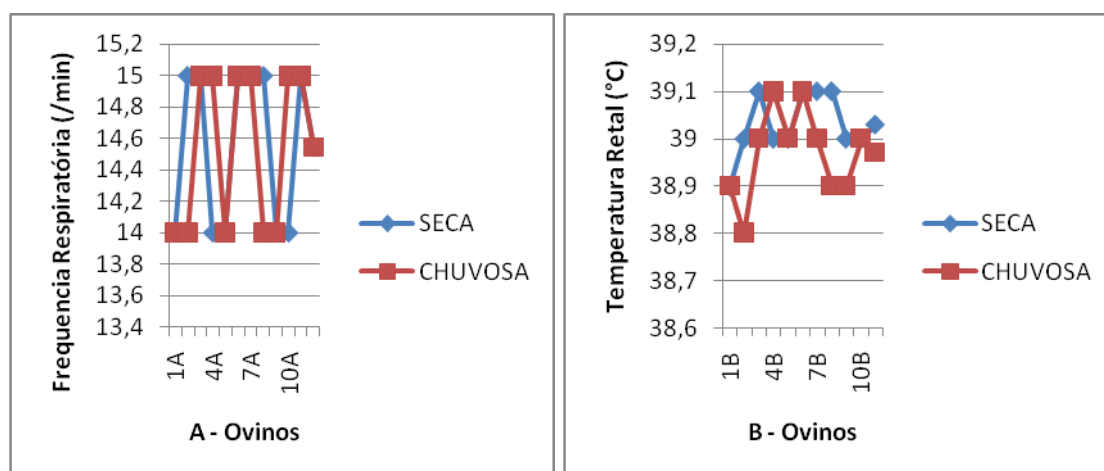 Frequencia Respiratória (/min)
15,2
15
14,8
14,6
14,4
14,2
14
13,8
13,6
13,4
1A
4A
7A
10A
A - Ovinos
SECA
CHUVOSA
Temperatura Retal (°C)
39,2
39,1
39
38,9
38,8
38,7
38,6
1B
4B
7B
10B
B - Ovinos
SECA
CHUVOSA